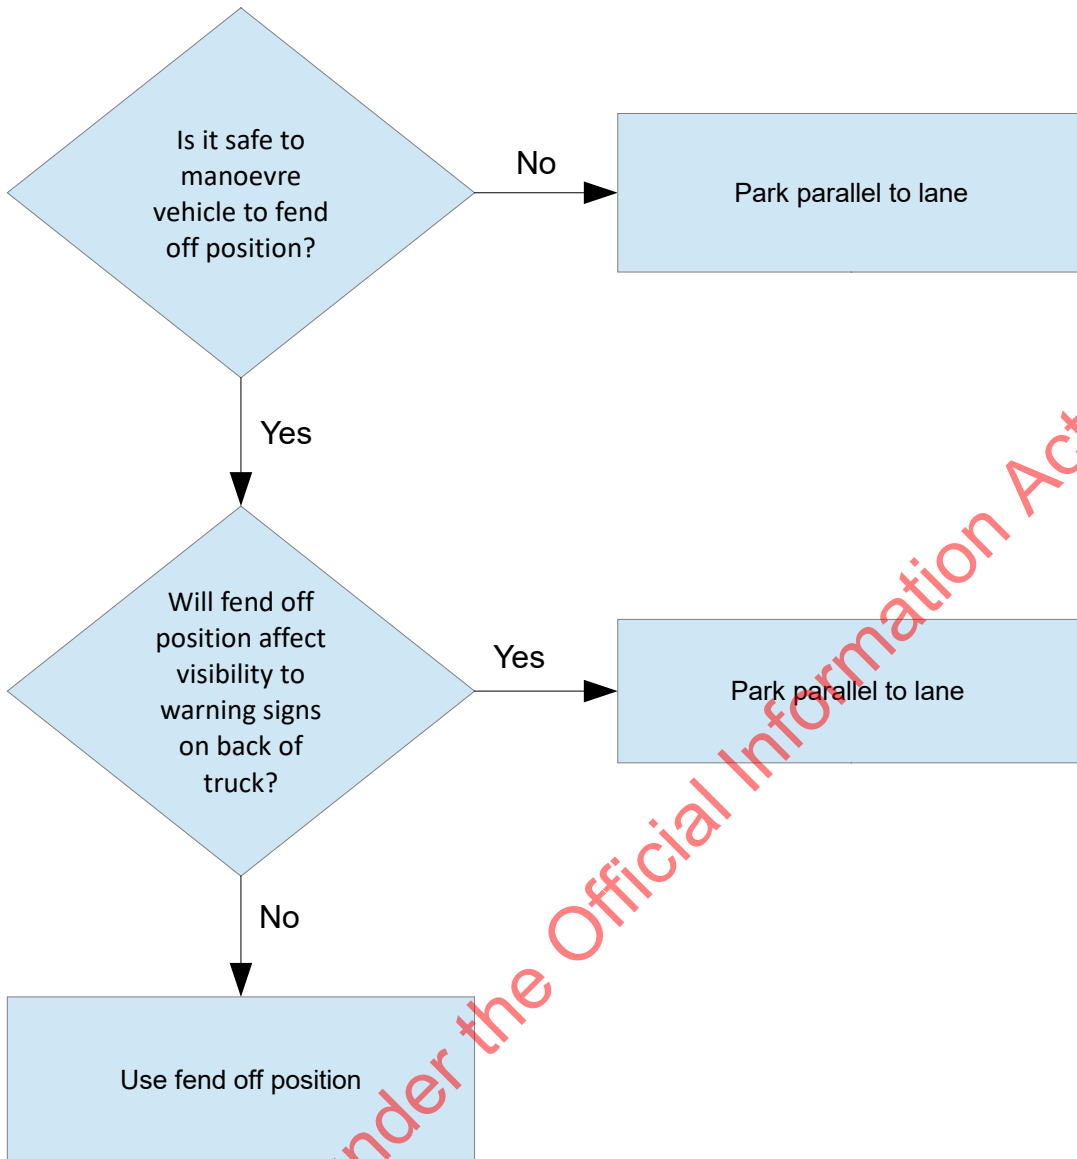 Is it safe to
manoevre
vehicle to fend
off position?
No
Park parallel to lane
Yes
Will fend off
position affect
visibility to
warning signs
on back of
truck?
Yes
Park parallel to lane
No
Use fend off position
under the Official Information Act